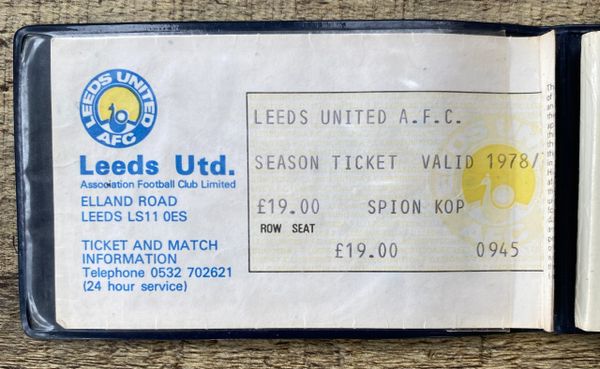 LEEDS UNITED
AFC
Leeds Utd.
Association Football Club Limited
ELLAND ROAD
LEEDS LS11 0ES
TICKET AND MATCH
INFORMATION
Telephone 0532 702621
(24 hour service)
LEEDS UNITED A.F.C.
SEASON TICKET VALID 1978/
£19.00 SPION KOP
ROW SEAT
£19.00 0945